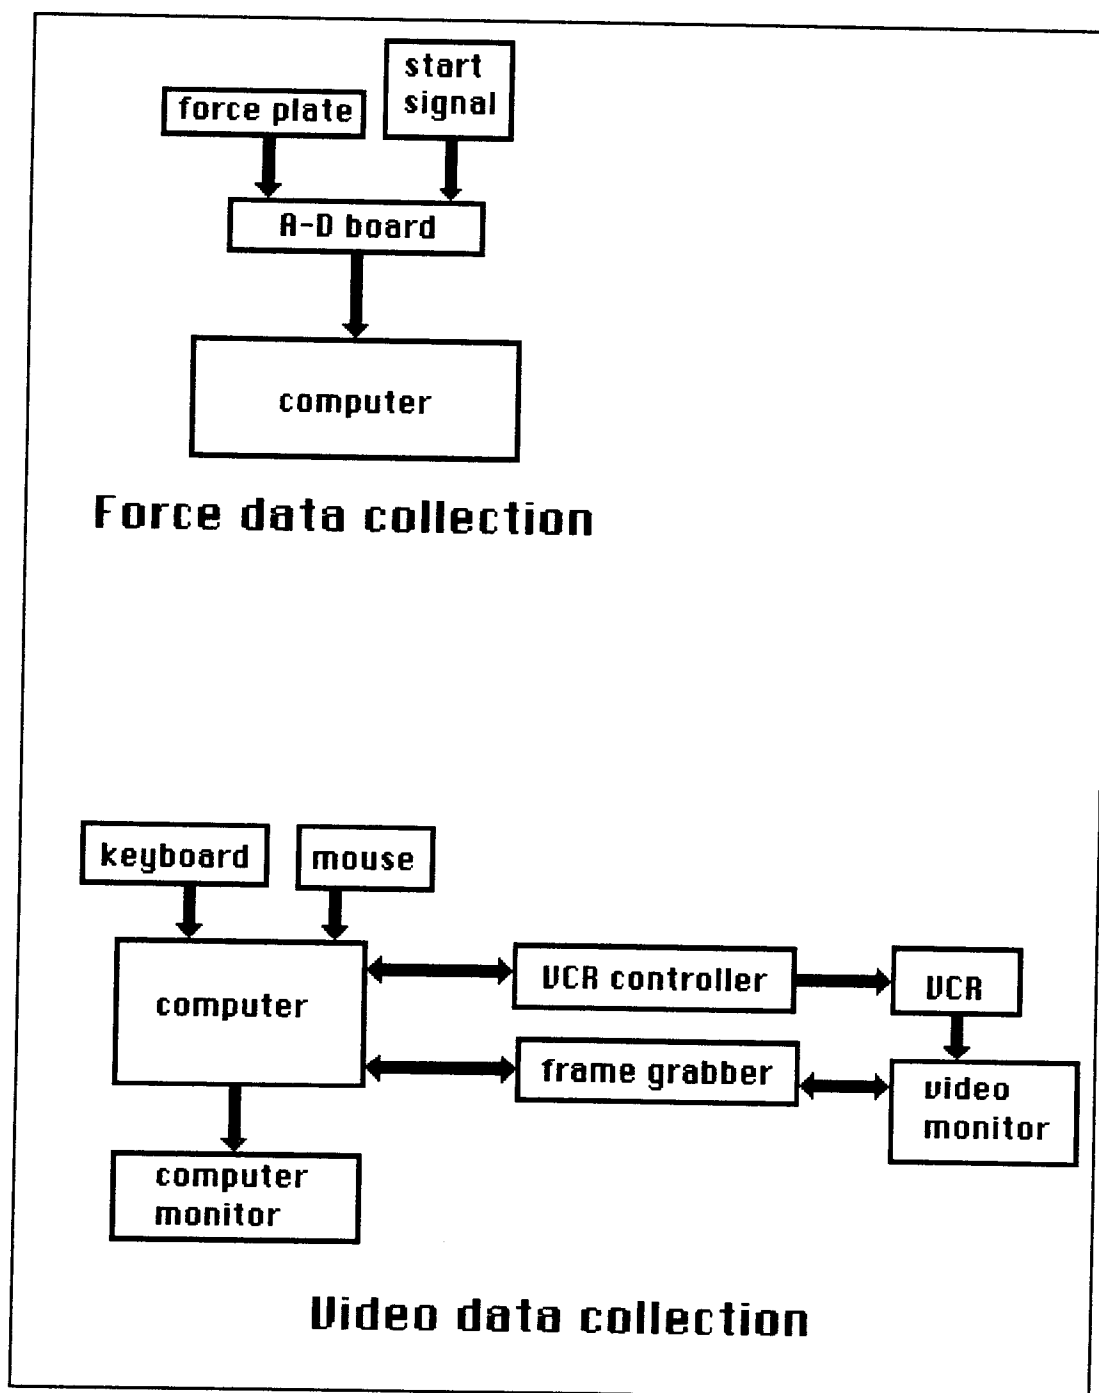 start
signal
force plate
A-D board
computer
Force data collection
keyboard
mouse
computer
VCR controller
VCR
frame grabber
video
monitor
computer
monitor
Video data collection